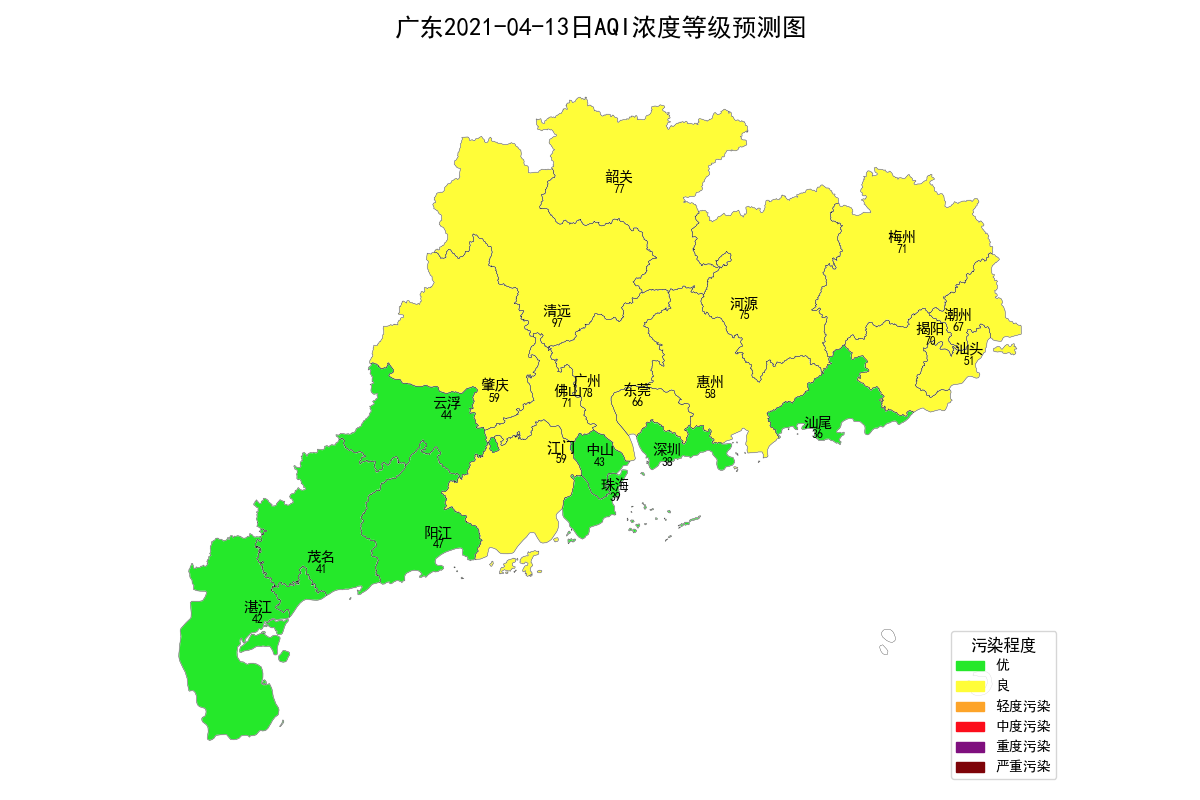 广东2021-04-13日AQI浓度等级预测图
韶关
77
梅州
71
河源
75
清远
97
潮州
67
揭阳
70
汕头
51
肇庆
59
佛山
71
广州
78
东莞
66
惠州
58
云浮
44
汕尾
36
江门
59
中山
43
深圳
38
珠海
39
阳江
47
茂名
41
湛江
42
污染程度
优
良
轻度污染
中度污染
重度污染
严重污染